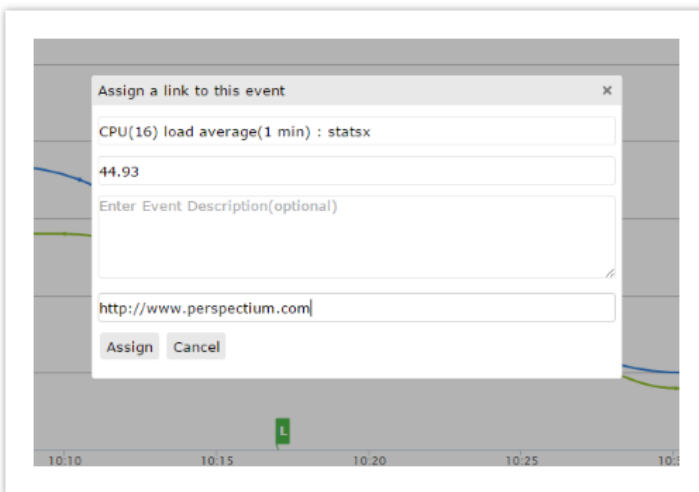 Assign a link to this event ×
CPU(16) load average(1 min) : statsx
44.93
Enter Event Description(optional)
http://www.perspectium.com
Assign Cancel
L
10:10 10:15 10:20 10:25